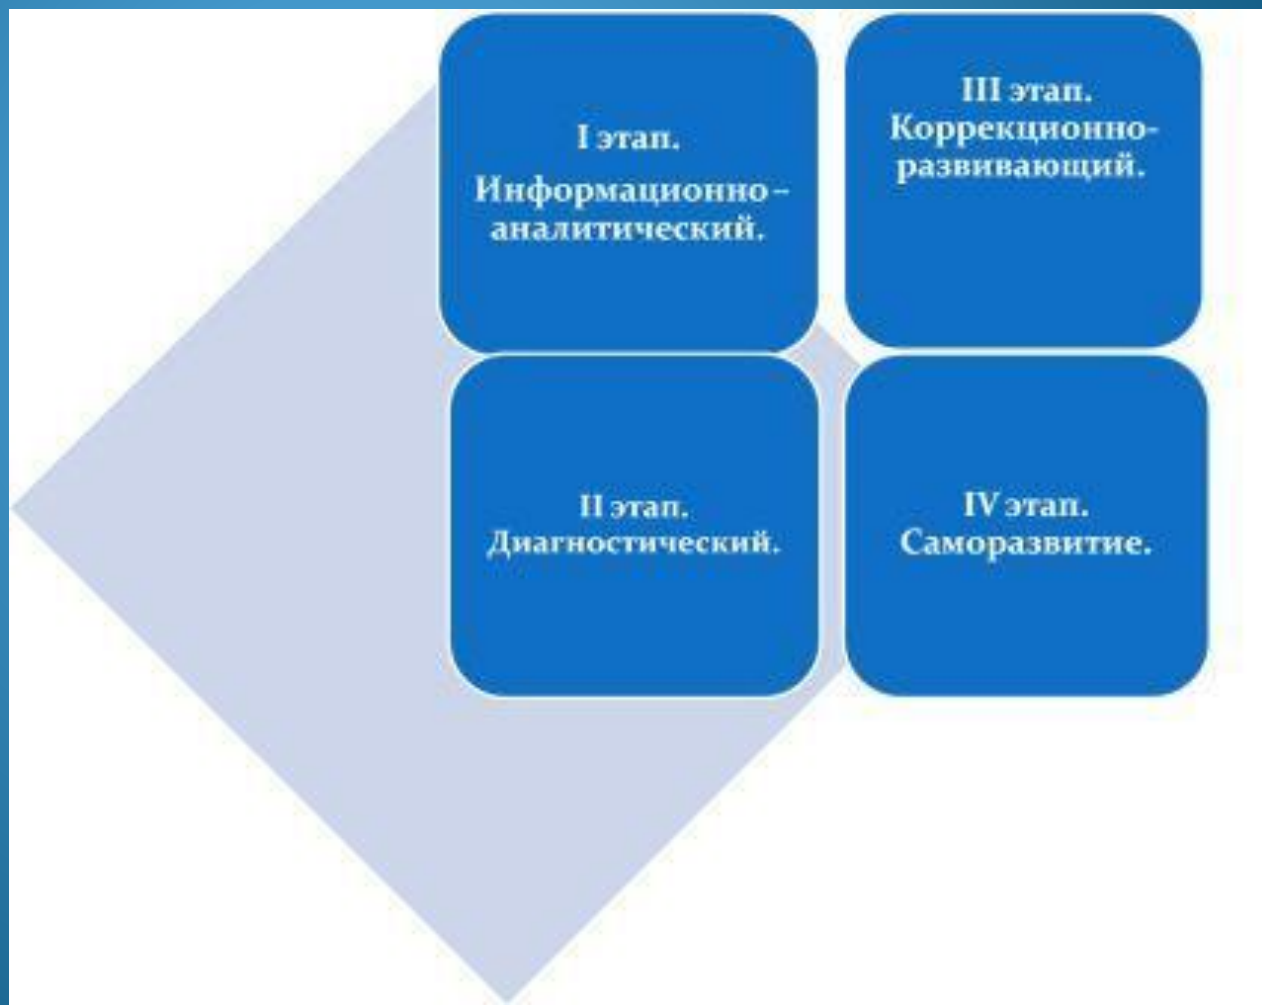 I этап.
Информационно –
аналитический.
II этап.
Диагностический.
III этап.
Коррекционно-
развивающий.
IV этап.
Саморазвитие.